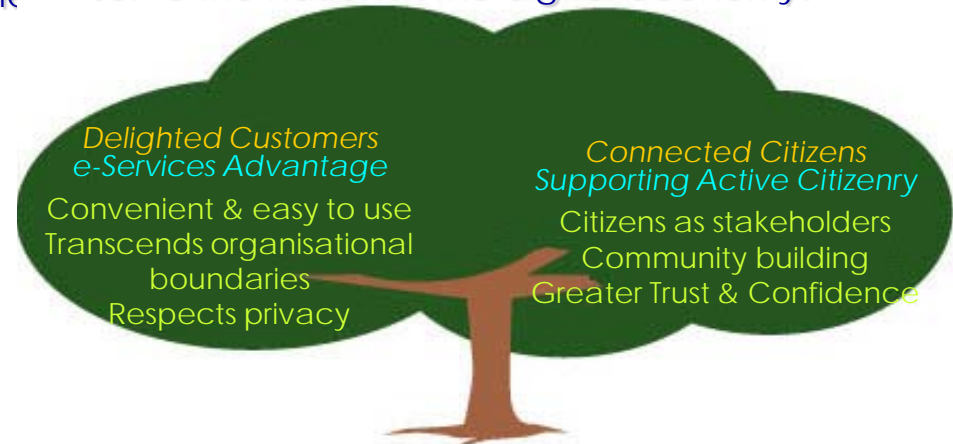 Delighted Customers
e-Services Advantage
Convenient & easy to use
Transcends organisational
boundaries
Respects privacy
Connected Citizens
Supporting Active Citizenry
Citizens as stakeholders
Community building
Greater Trust & Confidence